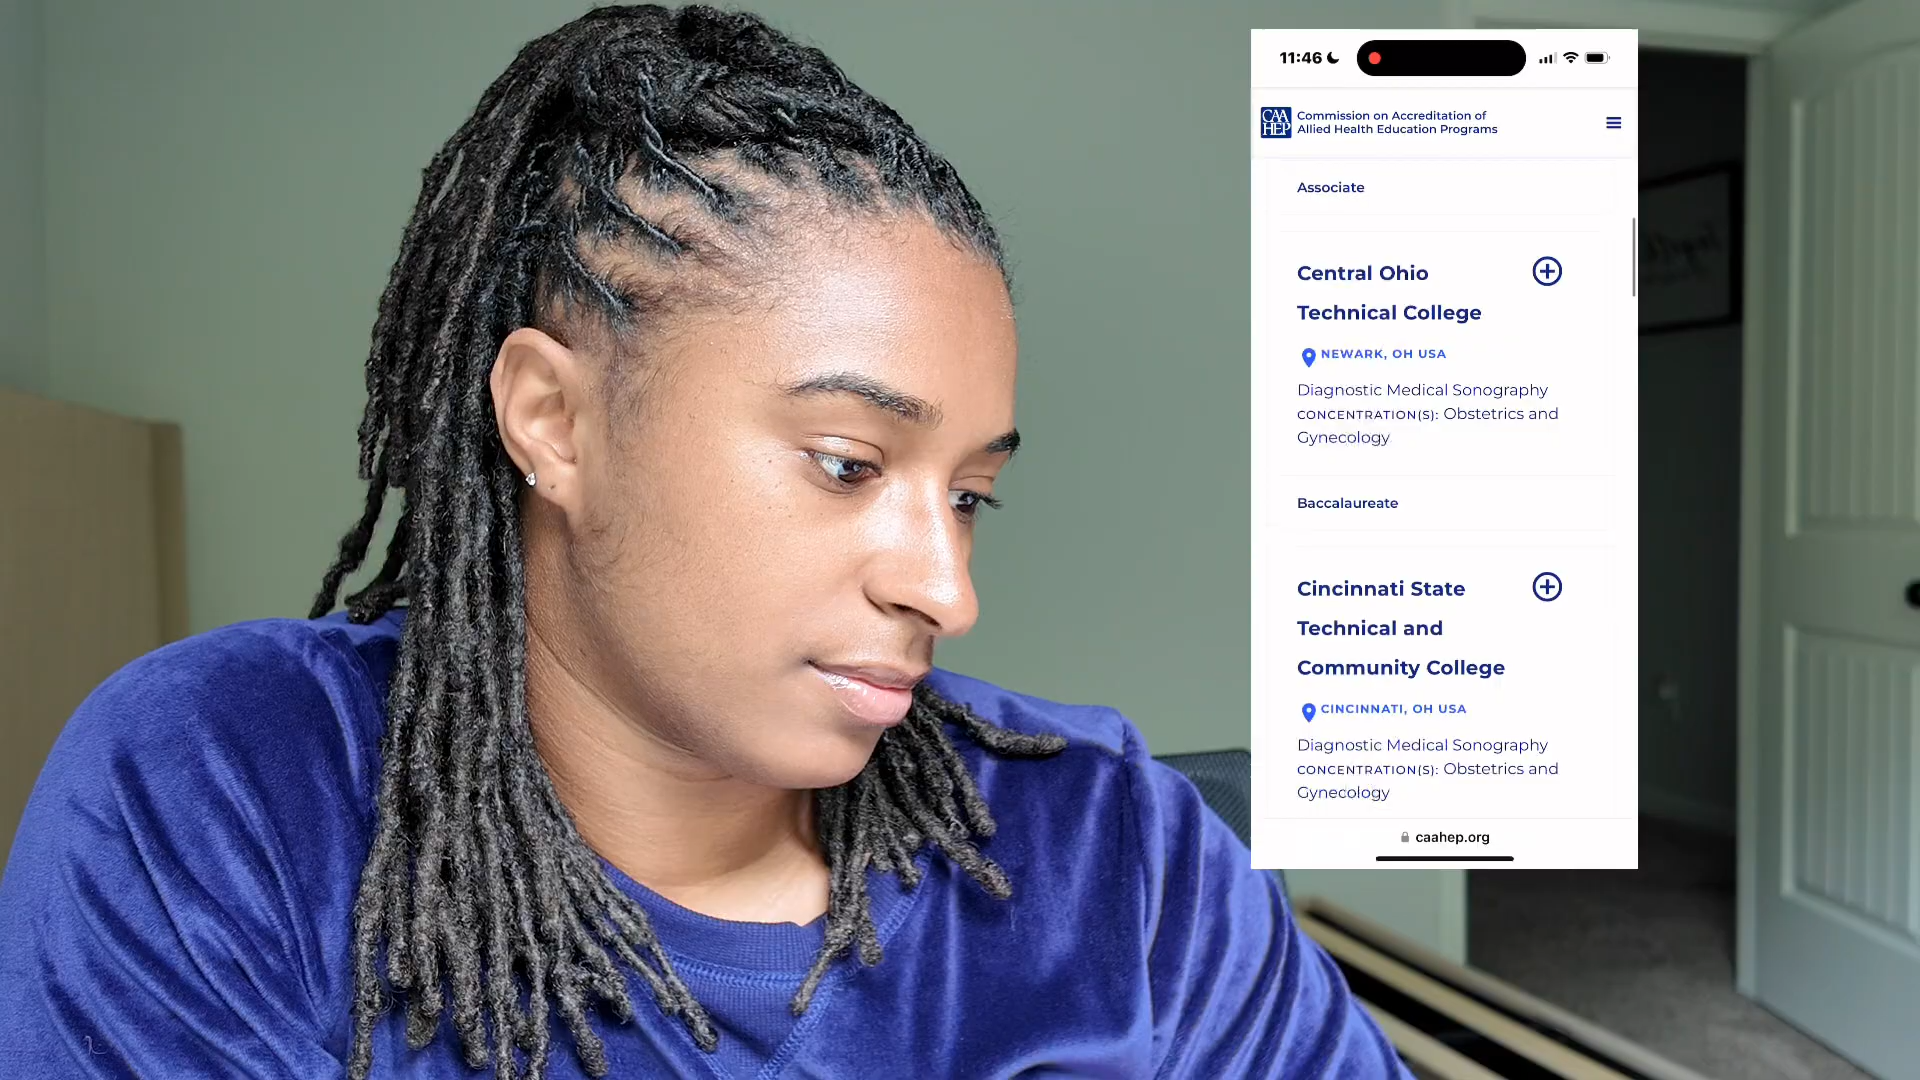 11:46
CAA
HEP
Commission on Accreditation of
Allied Health Education Programs
Associate
Central Ohio
Technical College
NEWARK, OH USA
Diagnostic Medical Sonography
CONCENTRATION(S): Obstetrics and
Gynecology
Baccalaureate
Cincinnati State
Technical and
Community College
CINCINNATI, OH USA
Diagnostic Medical Sonography
CONCENTRATION(S): Obstetrics and
Gynecology
caahep.org